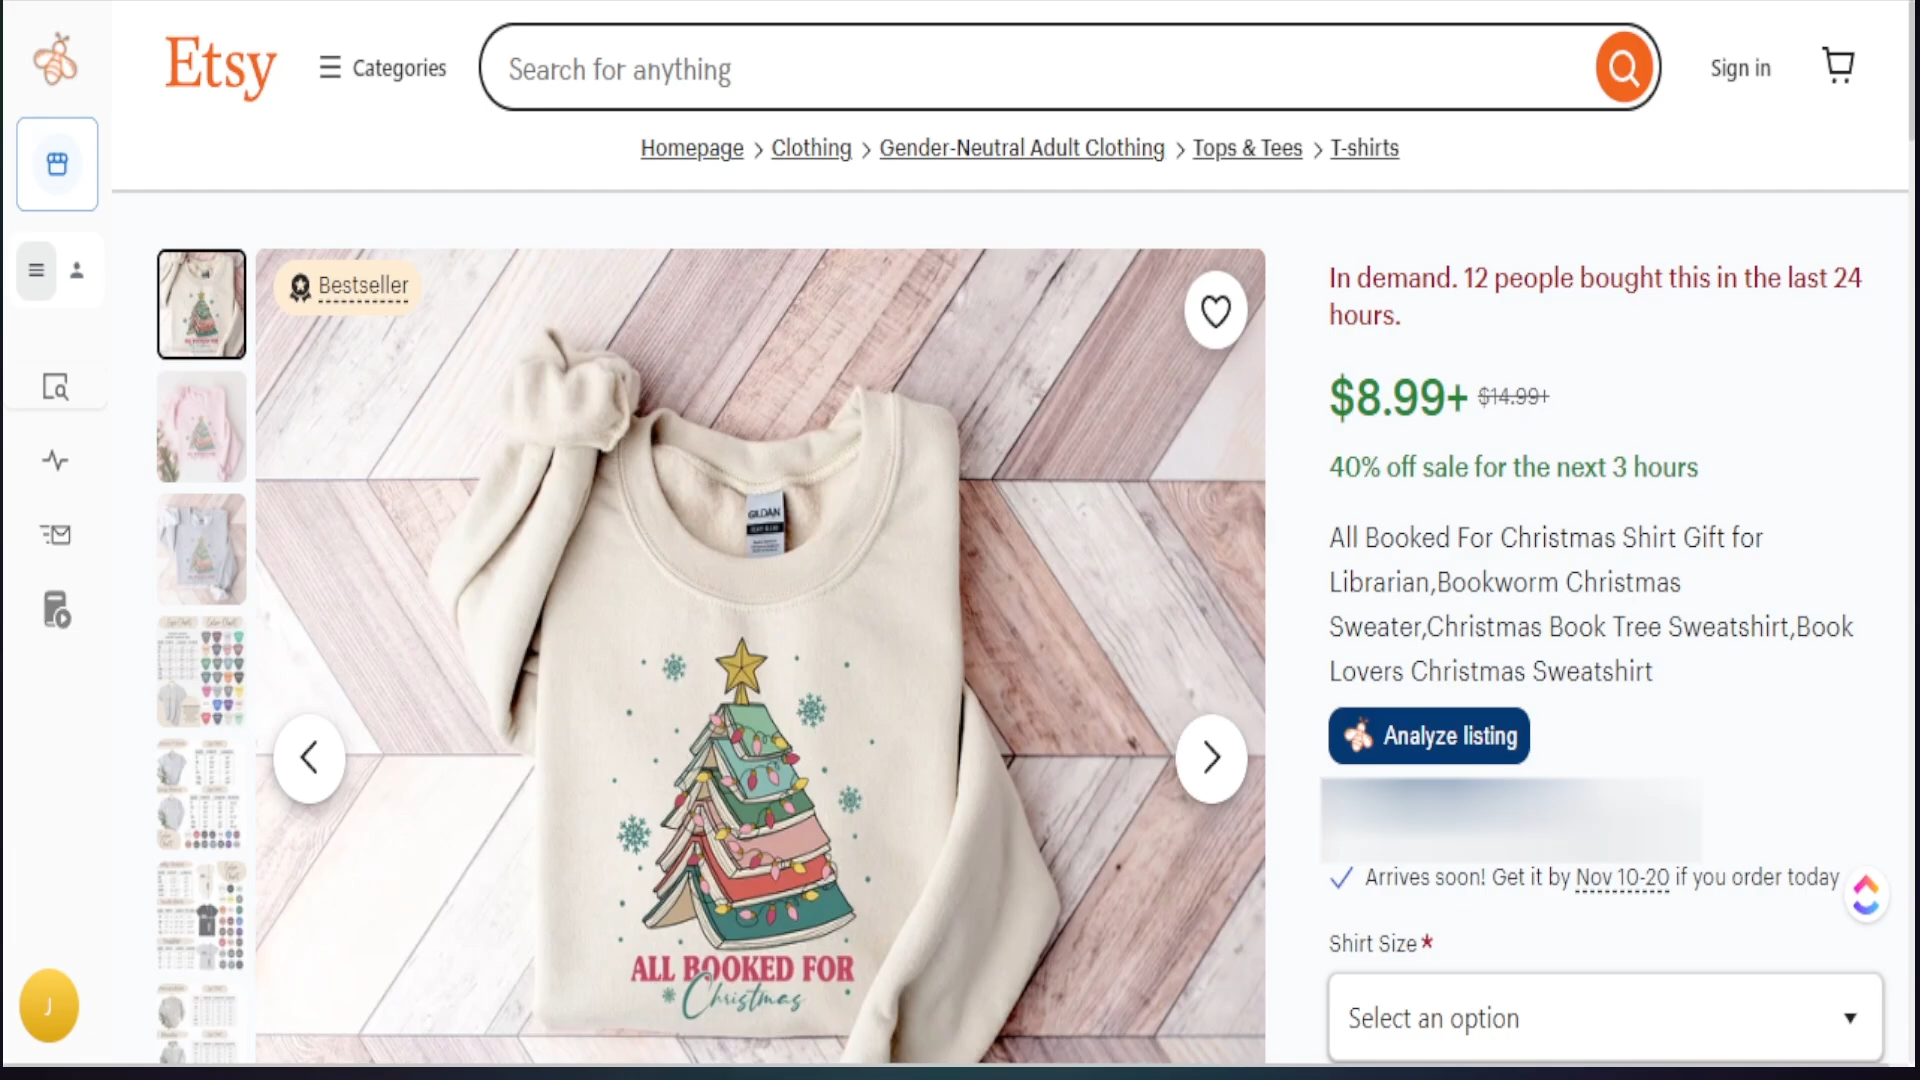 Etsy
Categories
Search for anything
Sign in
Homepage > Clothing > Gender-Neutral Adult Clothing > Tops & Tees > T-shirts
Bestseller
GILDAN
ALL BOOKED FOR
Christmas
In demand. 12 people bought this in the last 24
hours.
$8.99+ $14.99+
40% off sale for the next 3 hours
All Booked For Christmas Shirt Gift for
Librarian,Bookworm Christmas
Sweater,Christmas Book Tree Sweatshirt,Book
Lovers Christmas Sweatshirt
Analyze listing
Arrives soon! Get it by Nov 10-20 if you order today
Shirt Size*
Select an option
J